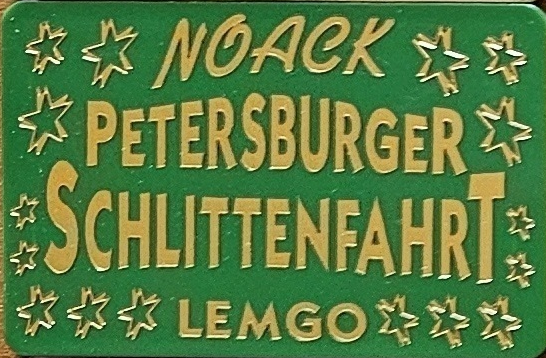 NOACK
PETERSBURGER
SCHLITTENFAHRT
LEMGO